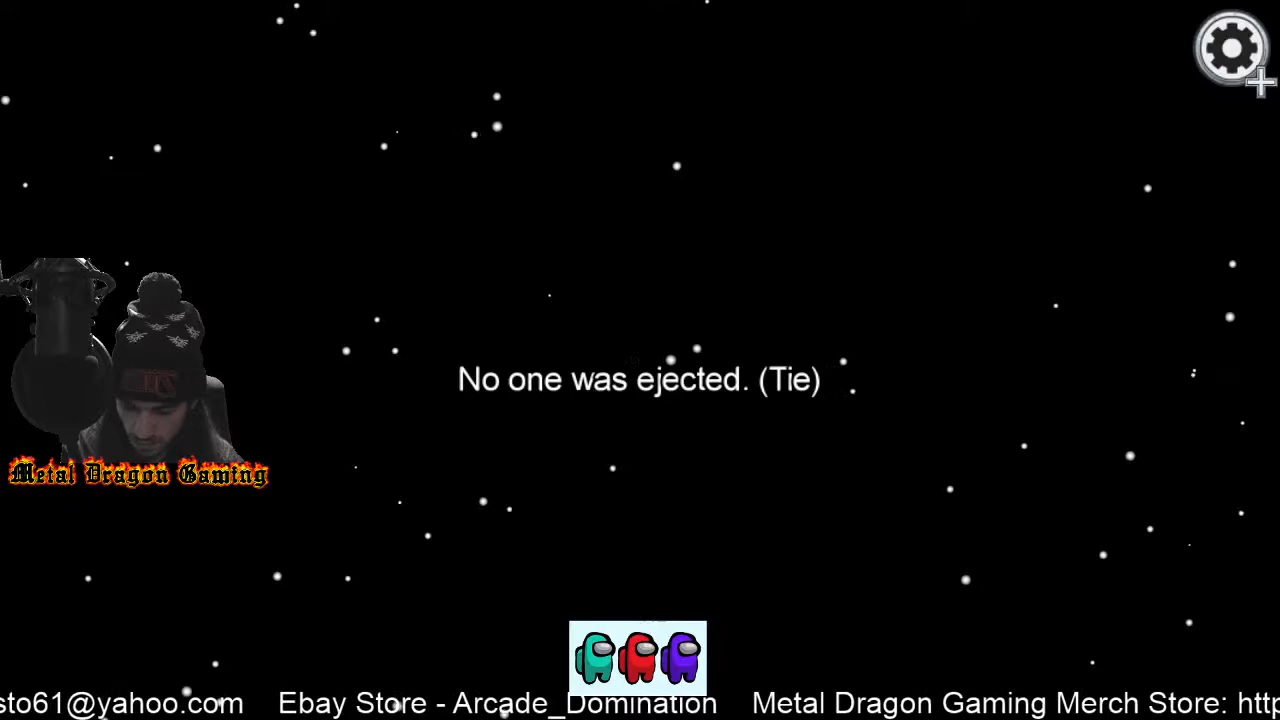 No one was ejected. (Tie)
Metal Dragon Gaming
sto61@yahoo.com Ebay Store - Arcade_Domination Metal Dragon Gaming Merch Store: http